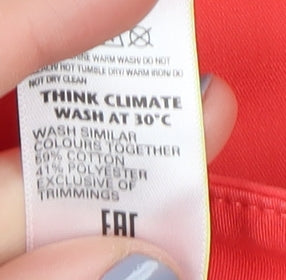 MACHINE WARM WASH/ DO NOT
BLEACH/ NOT TUMBLE DRY/ WARM IRON/ DO
NOT DRY CLEAN
THINK CLIMATE
WASH AT 30°C
WASH SIMILAR
COLOURS TOGETHER
59% COTTON
41% POLYESTER
EXCLUSIVE OF
TRIMMINGS
EAC